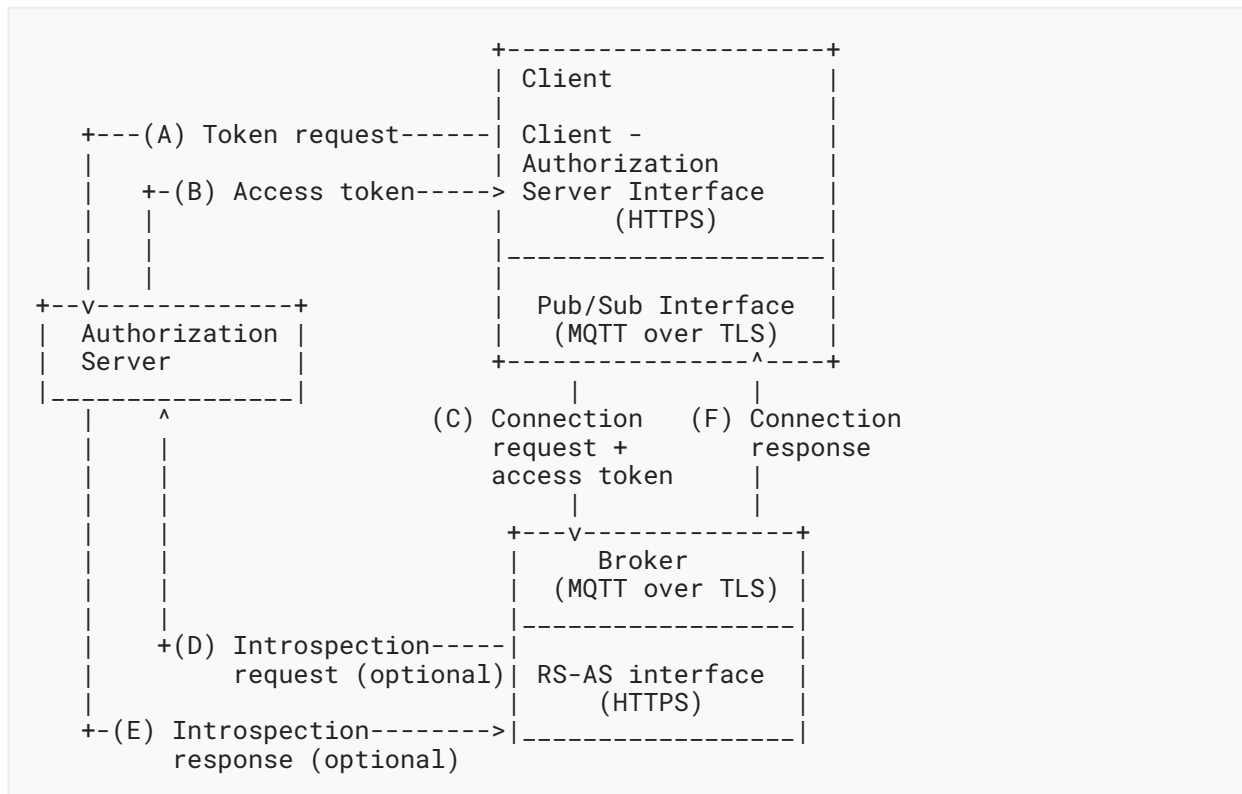 Client
(A) Token request
Client -
Authorization
(B) Access token
Server Interface
(HTTPS)
Pub/Sub Interface
(MQTT over TLS)
Authorization
Server
(C) Connection
request +
access token
(F) Connection
response
Broker
(MQTT over TLS)
(D) Introspection
request (optional)
RS-AS interface
(HTTPS)
(E) Introspection
response (optional)